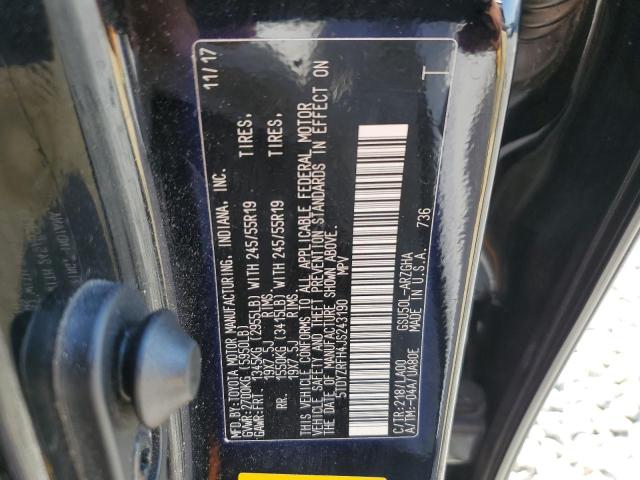 MFD.BY:TOYOTA MOTOR MANUFACTURING, INDIANA, INC. 11/17
GVWR:2700KG(5950LB)
GAWR:FRT. 1345KG (2955LB) WITH 245/55R19 TIRES,
19X7.5J RIMS
RR. 1550KG (3415LB) WITH 245/55R19 TIRES,
19X7.5J RIMS
THIS VEHICLE CONFORMS TO ALL APPLICABLE FEDERAL MOTOR
VEHICLE SAFETY AND THEFT PREVENTION STANDARDS IN EFFECT ON
THE DATE OF MANUFACTURE SHOWN ABOVE.
5TDYZRFH4JS243190 MPV
T
C/TR:218/LA00 GSU50L-ARZGHA
A/TM:-04A/UA80E MADE IN U.S.A. 736